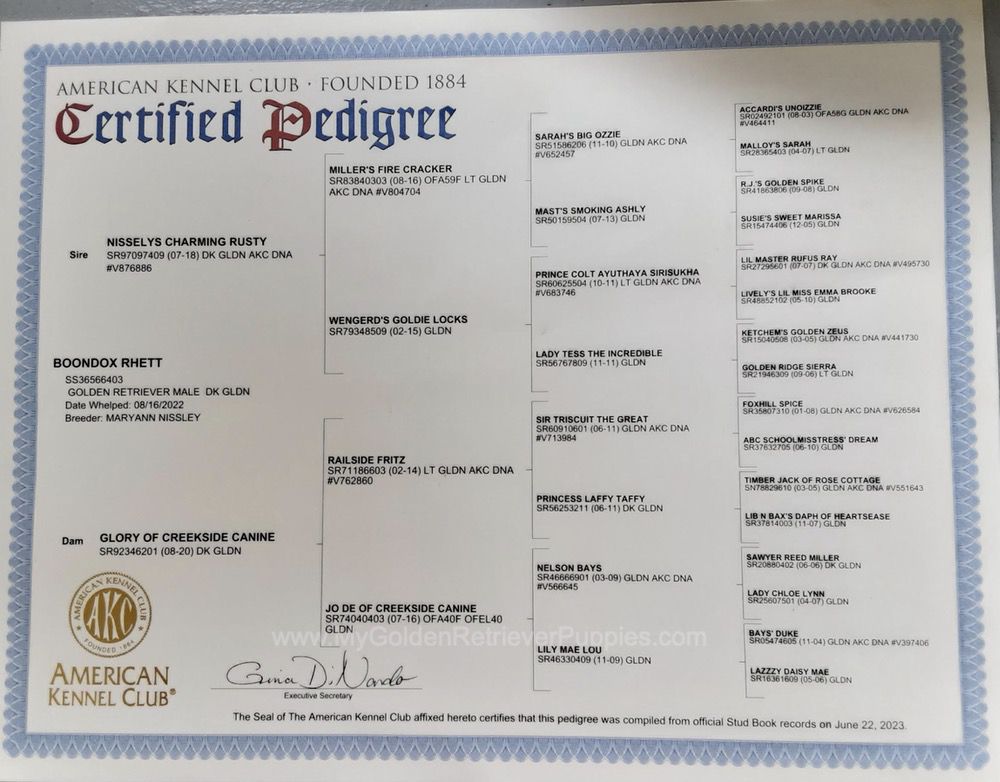 AMERICAN KENNEL CLUB · FOUNDED 1884
Certified Pedigree
Sire
NISSELYS CHARMING RUSTY
SR97097409 (07-18) DK GLDN AKC DNA
#V876886
BOONDOX RHETT
SS36566403
GOLDEN RETRIEVER MALE DK GLDN
Date Whelped: 08/16/2022
Breeder: MARYANN NISSLEY
Dam
GLORY OF CREEKSIDE CANINE
SR92346201 (08-20) DK GLDN
MILLER'S FIRE CRACKER
SR83840303 (08-16) OFA59F LT GLDN
AKC DNA #V804704
WENGERD'S GOLDIE LOCKS
SR79348509 (02-15) GLDN
RAILSIDE FRITZ
SR71186603 (02-14) LT GLDN AKC DNA
#V762860
JO DE OF CREEKSIDE CANINE
SR74040403 (07-16) OFA40F OFEL40
GLDN
SARAH'S BIG OZZIE
SR51586206 (11-10) GLDN AKC DNA
#V652457
MAST'S SMOKING ASHLY
SR50159504 (07-13) GLDN
PRINCE COLT AYUTHAYA SIRISUKHA
SR60625504 (10-11) LT GLDN AKC DNA
#V683746
LADY TESS THE INCREDIBLE
SR56767809 (11-11) GLDN
SIR TRISCUIT THE GREAT
SR60910601 (06-11) GLDN AKC DNA
#V713984
PRINCESS LAFFY TAFFY
SR56253211 (06-11) DK GLDN
NELSON BAYS
SR46666901 (03-09) GLDN AKC DNA
#V566645
LILY MAE LOU
SR46330409 (11-09) GLDN
ACCARDI'S UNOIZZIE
SR02492101 (08-03) OFA58G GLDN AKC DNA
#V464411
MALLOY'S SARAH
SR28365403 (04-07) LT GLDN
R.J.'S GOLDEN SPIKE
SR41863806 (09-08) GLDN
SUSIE'S SWEET MARISSA
SR15474406 (12-05) GLDN
LIL MASTER RUFUS RAY
SR27295601 (07-07) DK GLDN AKC DNA #V495730
LIVELY'S LIL MISS EMMA BROOKE
SR48852102 (05-10) GLDN
KETCHEM'S GOLDEN ZEUS
SR15040508 (03-05) GLDN AKC DNA #V441730
GOLDEN RIDGE SIERRA
SR21946309 (09-06) LT GLDN
FOXHILL SPICE
SR35807310 (01-08) GLDN AKC DNA #V626584
ABC SCHOOLMISSTRESS' DREAM
SR37632705 (06-10) GLDN
TIMBER JACK OF ROSE COTTAGE
SN78829610 (03-05) GLDN AKC DNA #V551643
LIB N BAX'S DAPH OF HEARTSEASE
SR37814003 (11-07) GLDN
SAWYER REED MILLER
SR20880402 (06-06) DK GLDN
LADY CHLOE LYNN
SR25607501 (04-07) GLDN
BAYS' DUKE
SR05474605 (11-04) GLDN AKC DNA #V397406
LAZZZY DAISY MAE
SR16361609 (05-06) GLDN
www.MyGoldenRetrieverPuppies.com
AMERICAN KENNEL CLUB
AKC
FOUNDED 1884
AMERICAN
KENNEL CLUB®
Gina DiNardo
Executive Secretary
The Seal of The American Kennel Club affixed hereto certifies that this pedigree was compiled from official Stud Book records on June 22, 2023.